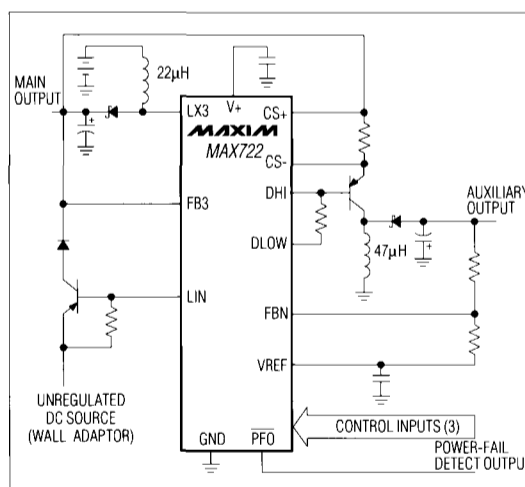 22µH
MAIN
OUTPUT
LX3
V+
CS+
MAXIM
MAX722
CS-
DHI
AUXILIARY
OUTPUT
FB3
DLOW
47µH
+
+
LIN
FBN
VREF
UNREGULATED
DC SOURCE
(WALL ADAPTOR)
CONTROL INPUTS (3)
GND
PFO
POWER-FAIL
DETECT OUTPUT